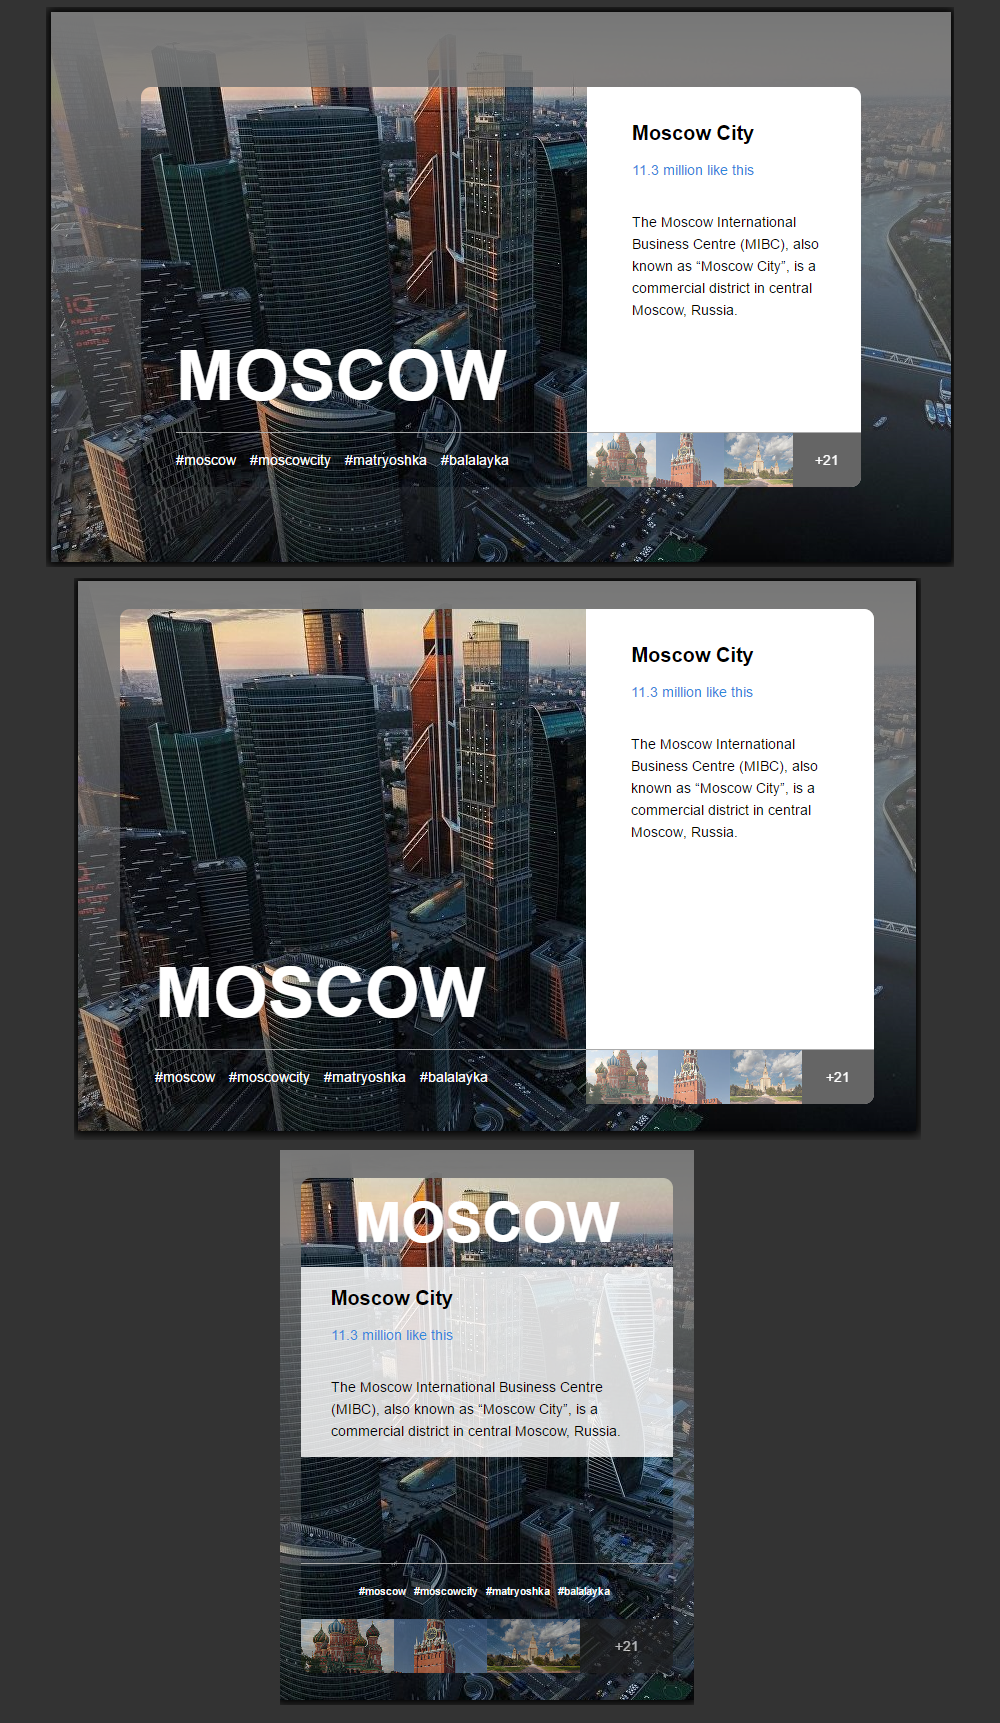 Moscow City
11.3 million like this
The Moscow International
Business Centre (MIBC), also
known as “Moscow City”, is a
commercial district in central
Moscow, Russia.
MOSCOW
#moscow #moscowcity #matryoshka #balalayka
+21
Moscow City
11.3 million like this
The Moscow International
Business Centre (MIBC), also
known as “Moscow City”, is a
commercial district in central
Moscow, Russia.
MOSCOW
#moscow #moscowcity #matryoshka #balalayka
+21
MOSCOW
Moscow City
11.3 million like this
The Moscow International Business Centre
(MIBC), also known as “Moscow City”, is a
commercial district in central Moscow, Russia.
#moscow #moscowcity #matryoshka #balalayka
+21